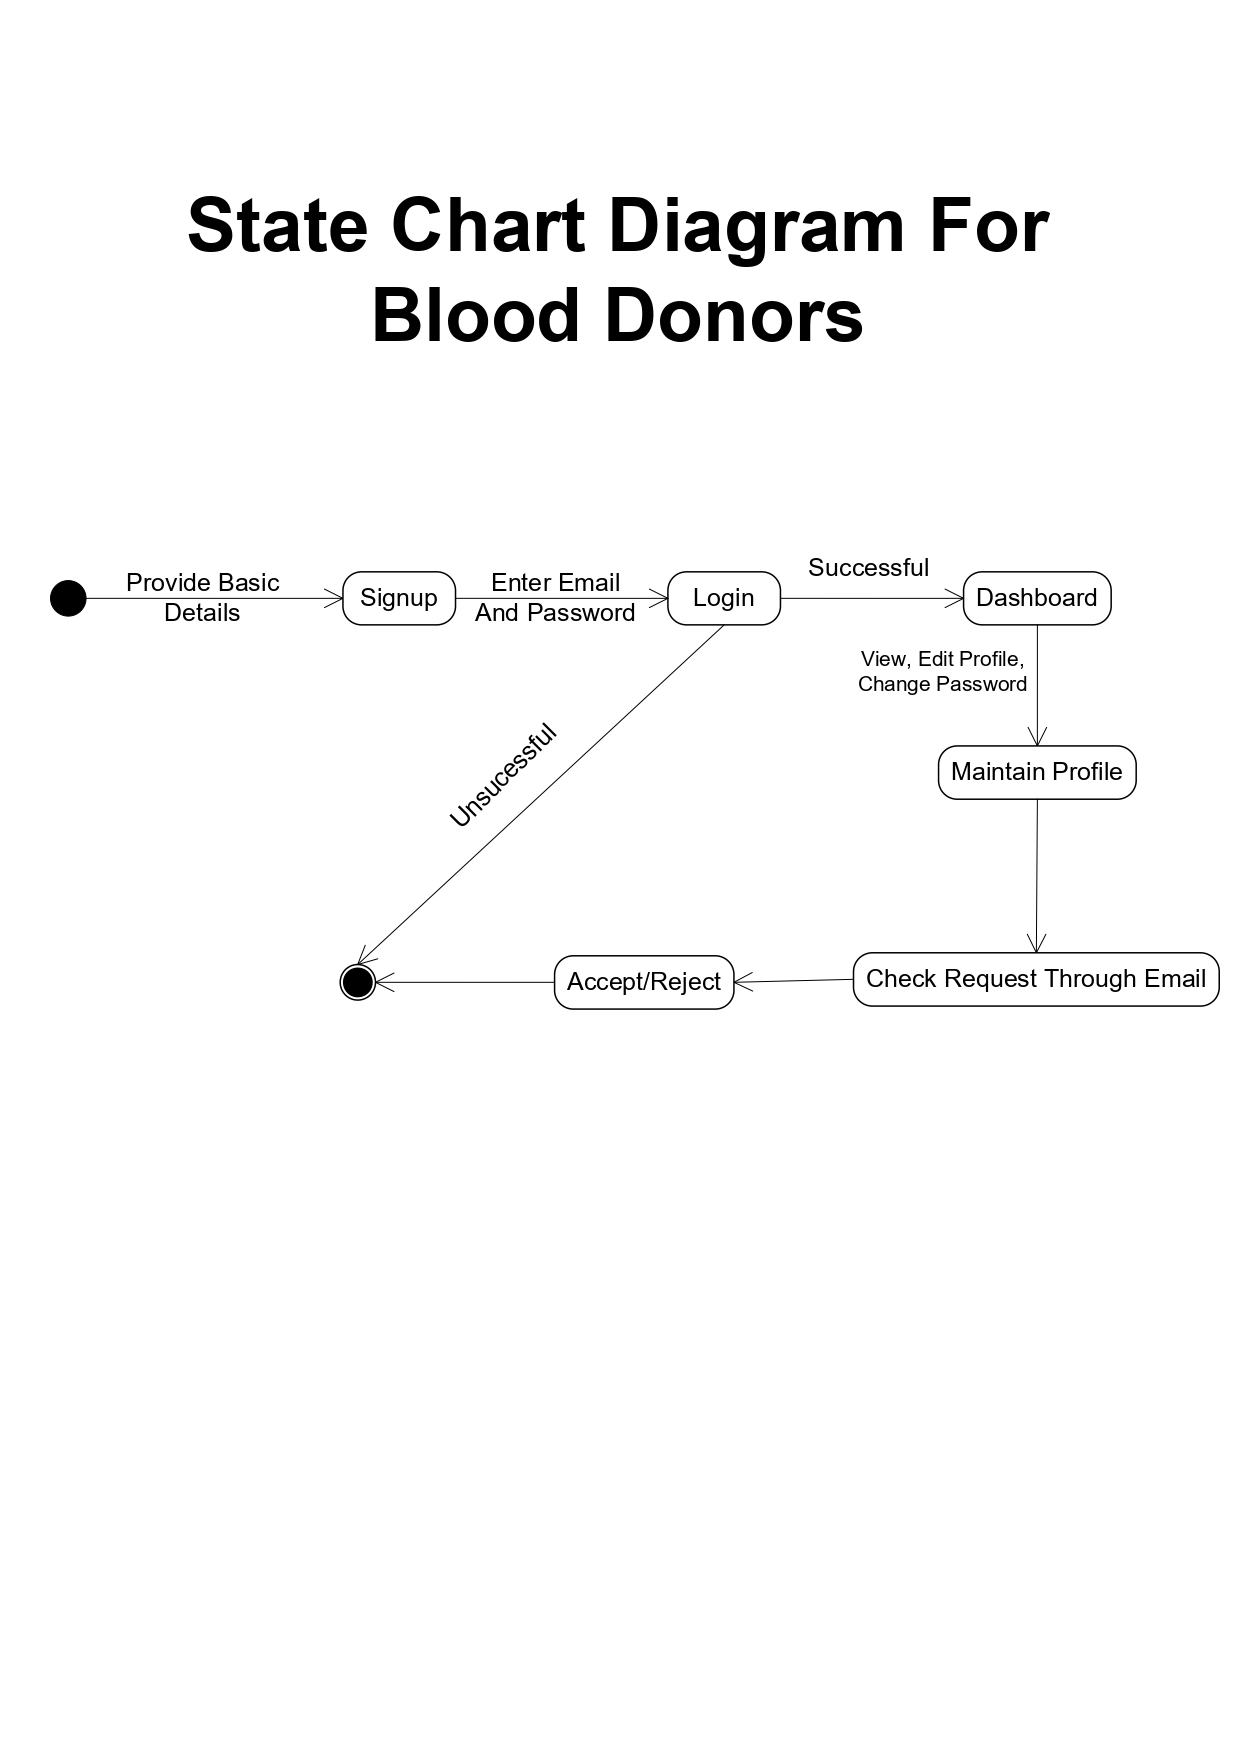 State Chart Diagram For
Blood Donors
Provide Basic
Details
Signup
Enter Email
And Password
Login
Successful
Dashboard
View, Edit Profile,
Change Password
Maintain Profile
Unsucessful
Accept/Reject
Check Request Through Email